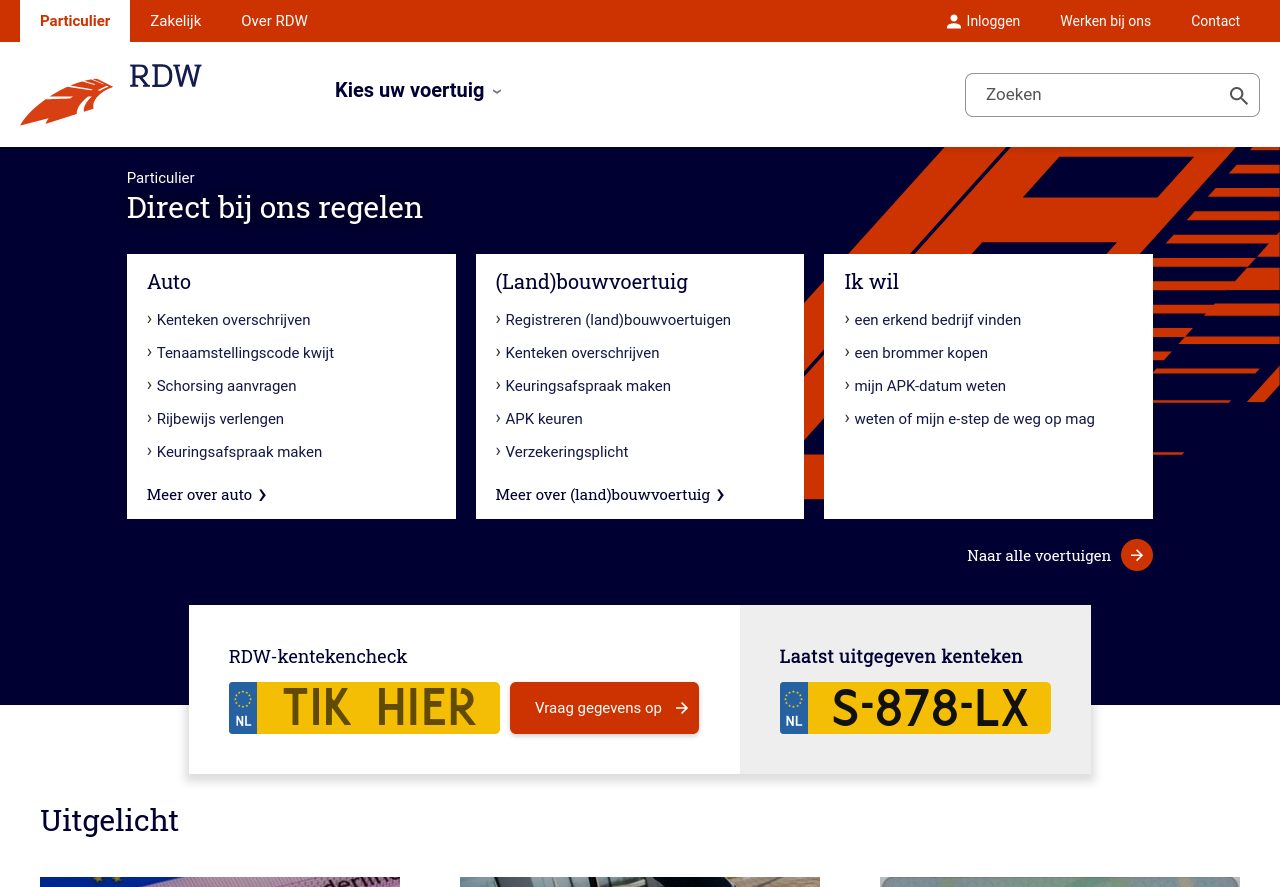 Particulier
Zakelijk
Over RDW
Inloggen
Werken bij ons
Contact
RDW
Kies uw voertuig
Zoeken
Particulier
Direct bij ons regelen
Auto
Kenteken overschrijven
Tenaamstellingscode kwijt
Schorsing aanvragen
Rijbewijs verlengen
Keuringsafspraak maken
Meer over auto
(Land)bouwvoertuig
Registreren (land)bouwvoertuigen
Kenteken overschrijven
Keuringsafspraak maken
APK keuren
Verzekeringsplicht
Meer over (land)bouwvoertuig
Ik wil
een erkend bedrijf vinden
een brommer kopen
mijn APK-datum weten
weten of mijn e-step de weg op mag
Naar alle voertuigen
RDW-kentekencheck
NL
TIK HIER
Vraag gegevens op
Laatst uitgegeven kenteken
NL
S-878-LX
Uitgelicht